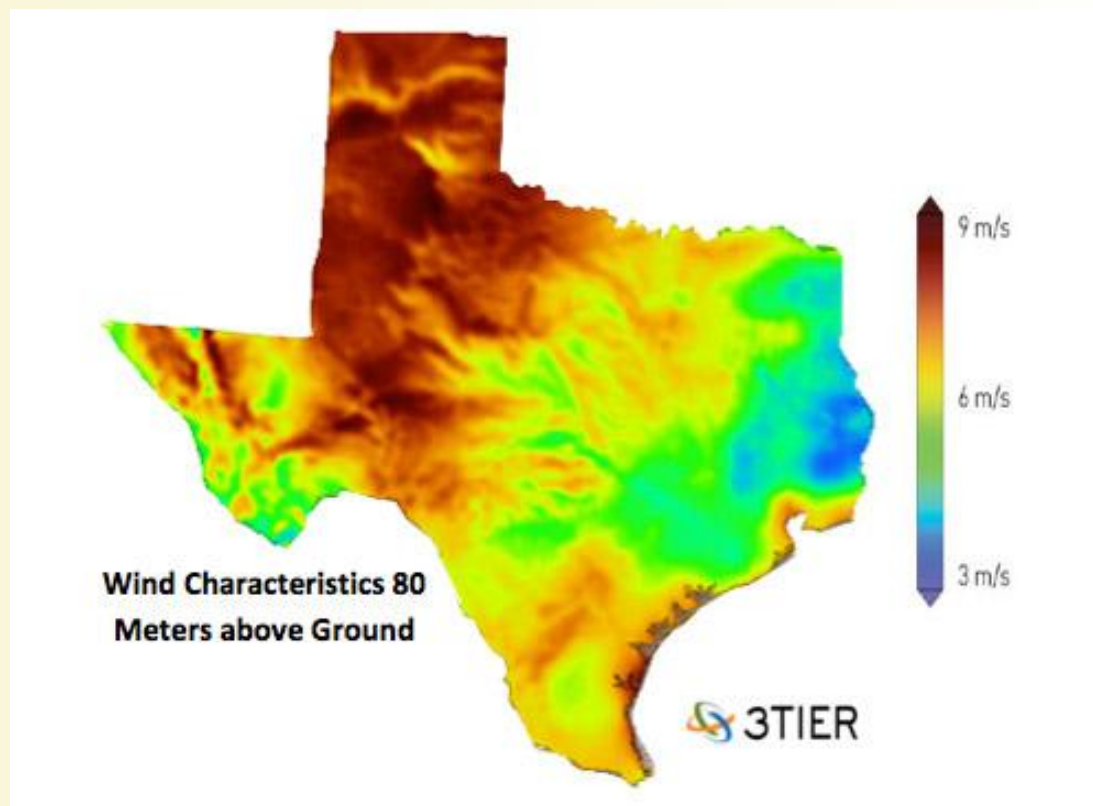 9 m/s
6 m/s
3 m/s
Wind Characteristics 80
Meters above Ground
3TIER